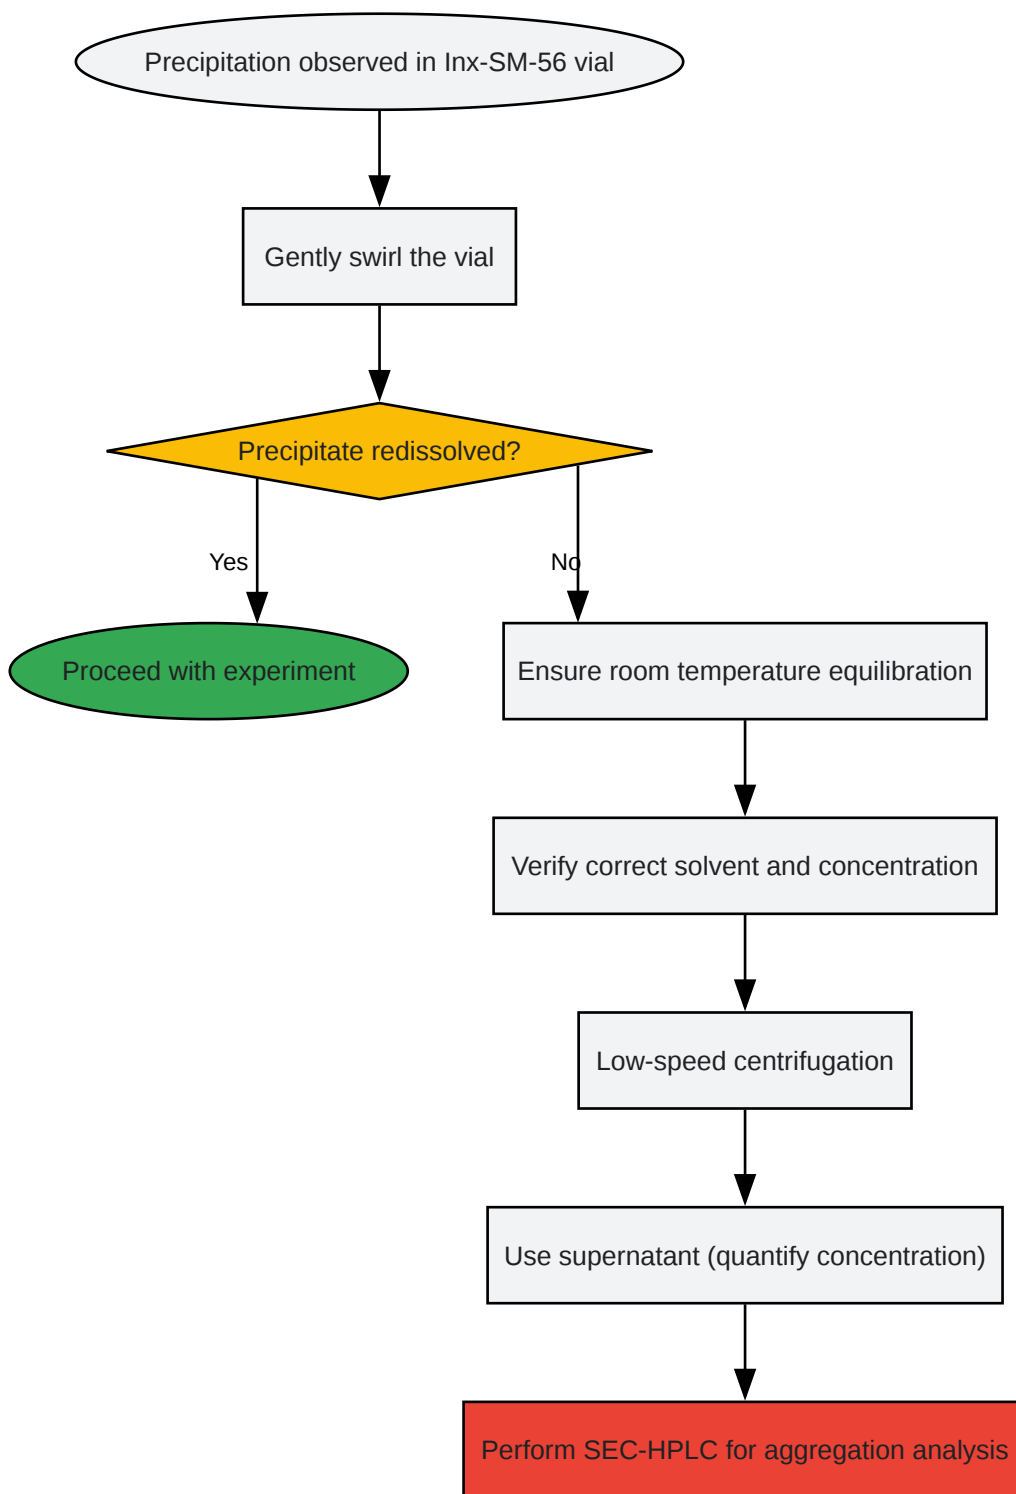 Precipitation observed in Inx-SM-56 vial
Gently swirl the vial
Precipitate redissolved?
Yes
No
Proceed with experiment
Ensure room temperature equilibration
Verify correct solvent and concentration
Low-speed centrifugation
Use supernatant (quantify concentration)
Perform SEC-HPLC for aggregation analysis